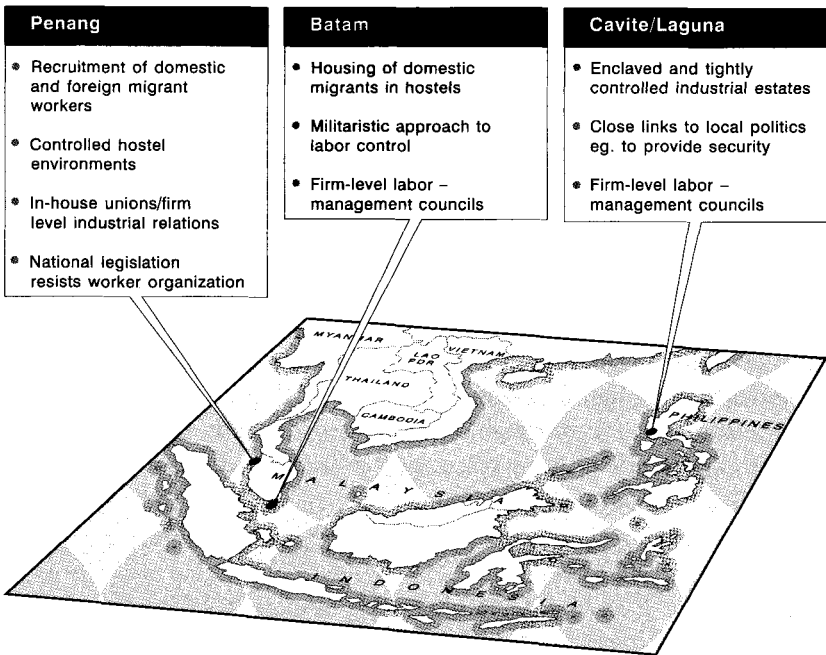 Penang
• Recruitment of domestic
and foreign migrant
workers
• Controlled hostel
environments
• In-house unions/firm
level industrial relations
• National legislation
resists worker organization
Batam
• Housing of domestic
migrants in hostels
• Militaristic approach to
labor control
• Firm-level labor –
management councils
Cavite/Laguna
• Enclaved and tightly
controlled industrial estates
• Close links to local politics
eg. to provide security
• Firm-level labor –
management councils
MYANMAR
LAO
PDR
VIETNAM
THAILAND
CAMBODIA
PHILIPPINES
MALAYSIA
INDONESIA